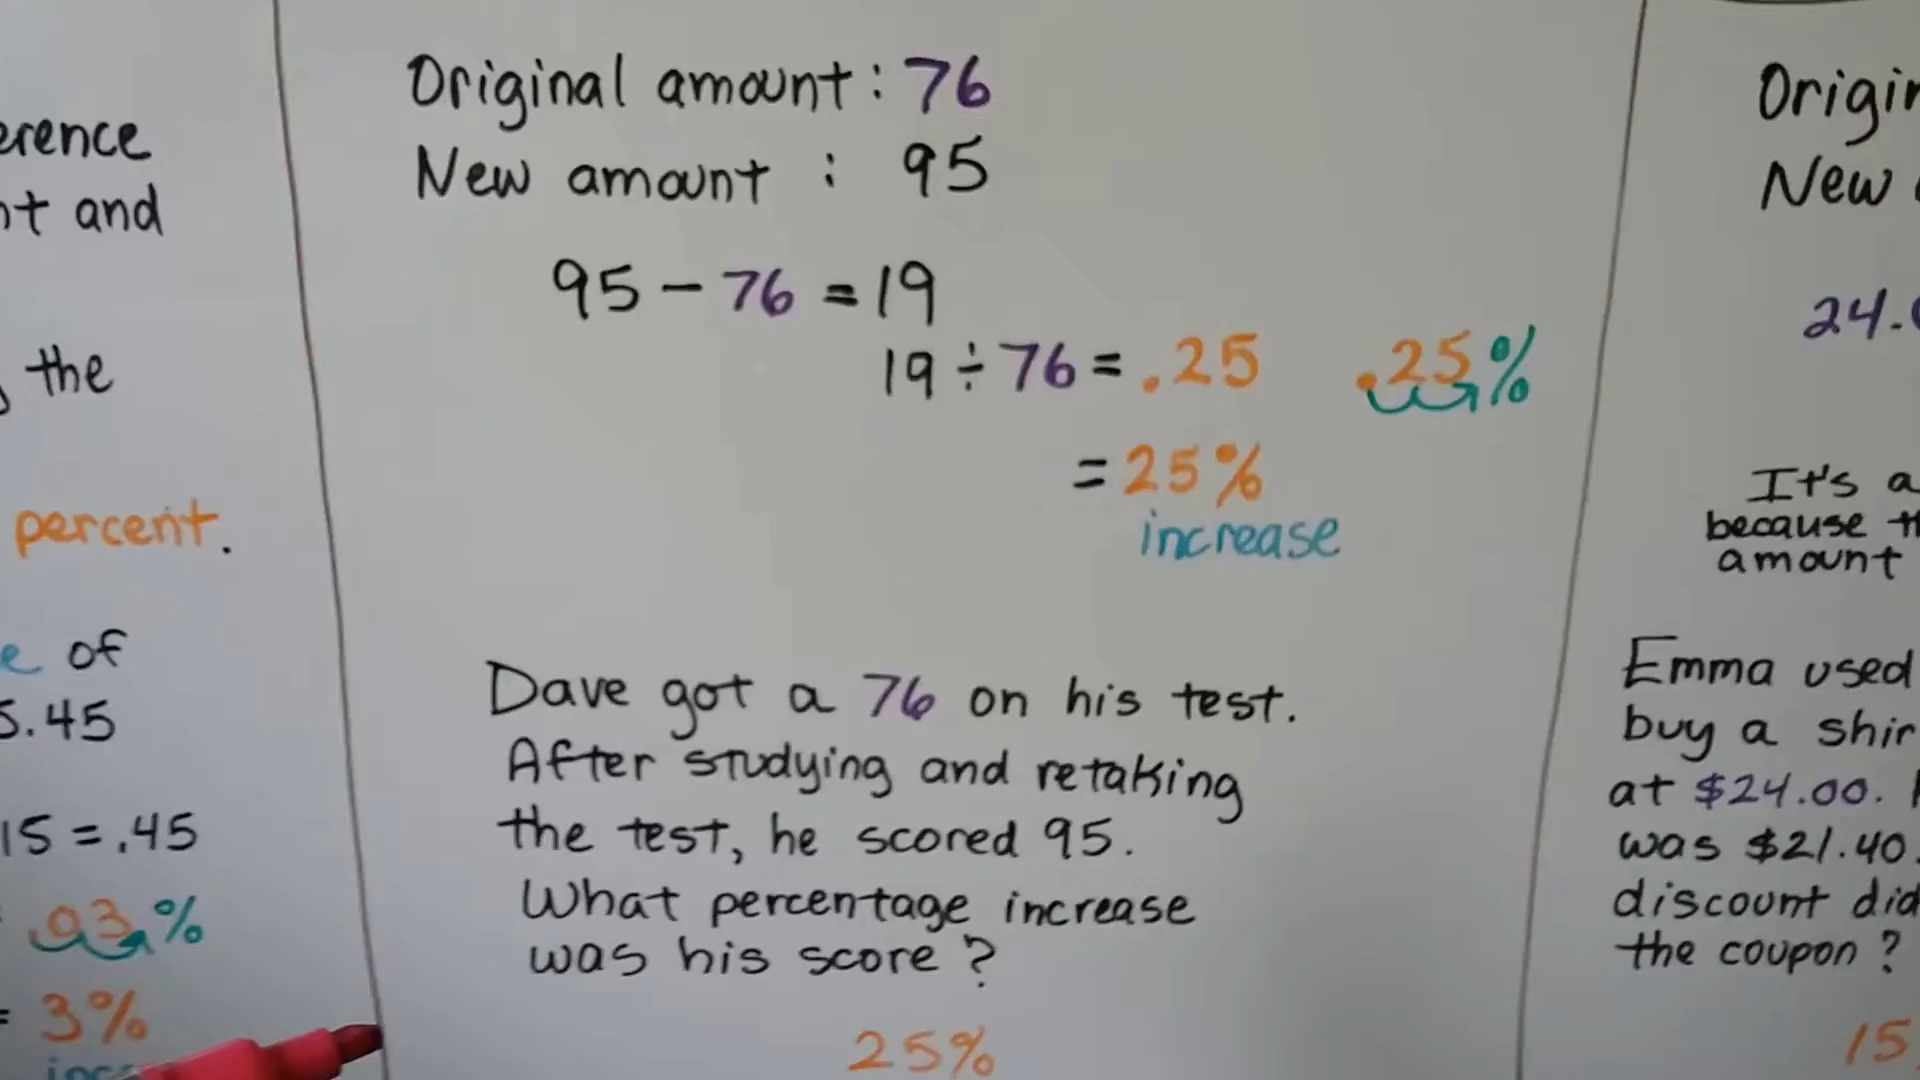 erence
nt and
the
percent.
e of
5.45
15 = .45
.03%
= 3%
Original amount: 76
New amount : 95
95 - 76 = 19
19 ÷ 76 = .25 .25%
= 25%
increase
Dave got a 76 on his test.
After studying and retaking
the test, he scored 95.
What percentage increase
was his score?
25%
Origin
New
24.
It's a
because th
amount
Emma used
buy a shir
at $24.00.
was $21.40.
discount did
the coupon?
15